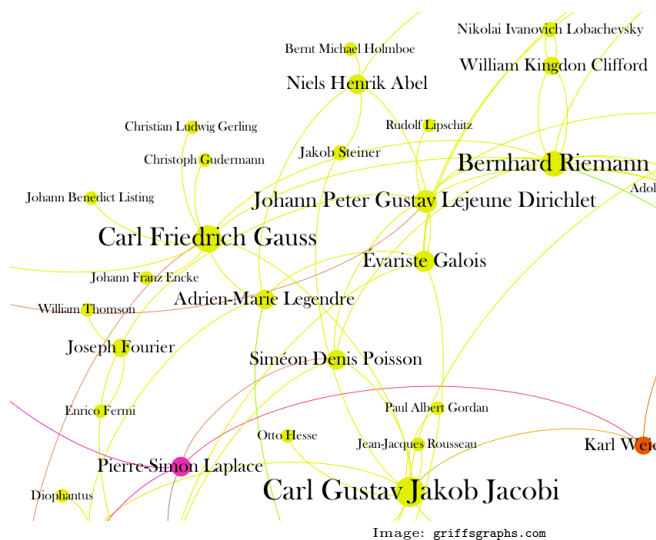 Nikolai Ivanovich Lobachevsky
Bernt Michael Holmboe
William Kingdon Clifford
Niels Henrik Abel
Christian Ludwig Gerling
Rudolf Lipschitz
Jakob Steiner
Christoph Gudermann
Bernhard Riemann
Adol
Johann Benedict Listing
Johann Peter Gustav Lejeune Dirichlet
Carl Friedrich Gauss
Évariste Galois
Johann Franz Encke
Adrien-Marie Legendre
William Thomson
Joseph Fourier
Siméon Denis Poisson
Enrico Fermi
Paul Albert Gordan
Otto Hesse
Jean-Jacques Rousseau
Karl Weie
Pierre-Simon Laplace
Carl Gustav Jakob Jacobi
Diophantus
Image: griffsgraphs.com